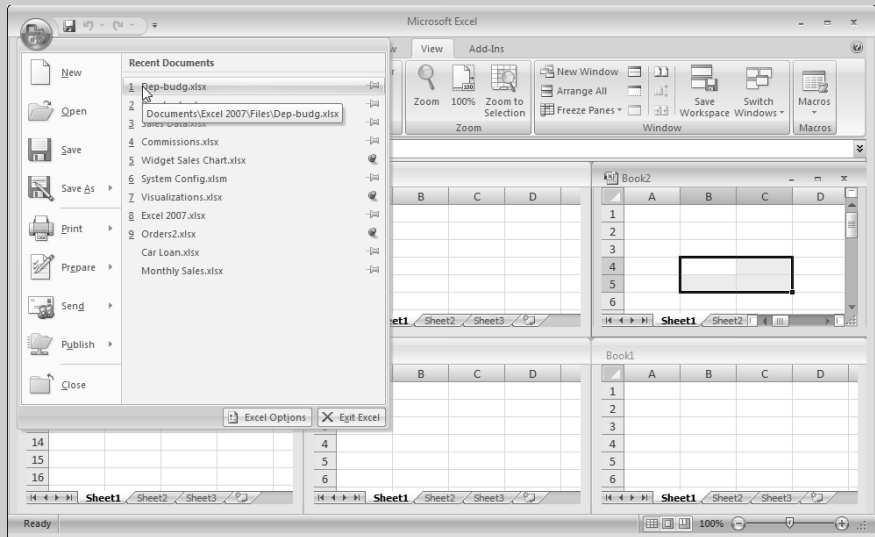 Microsoft Excel
View Add-Ins
New
Open
Save
Save As
Print
Prepare
Send
Publish
Close
Recent Documents
1 Dep-budg.xlsx
2
Documents\Excel 2007\Files\Dep-budg.xlsx
3 Sales Data.xlsx
4 Commissions.xlsx
5 Widget Sales Chart.xlsx
6 System Config.xlsm
7 Visualizations.xlsx
8 Excel 2007.xlsx
9 Orders2.xlsx
Car Loan.xlsx
Monthly Sales.xlsx
Excel Options Exit Excel
Zoom 100% Zoom to Selection
Zoom
New Window
Arrange All
Freeze Panes
Save Workspace Switch Windows
Window
Macros
Macros
B C D
Sheet2 Sheet3
Book2
A B C D
1
2
3
4
5
6
Sheet1 Sheet2
14
15
16
Sheet1 Sheet2 Sheet3
B C D
4
5
6
Sheet1 Sheet2 Sheet3
Book1
A B C D
1
2
3
4
5
6
Sheet1 Sheet2 Sheet3
Ready
100%